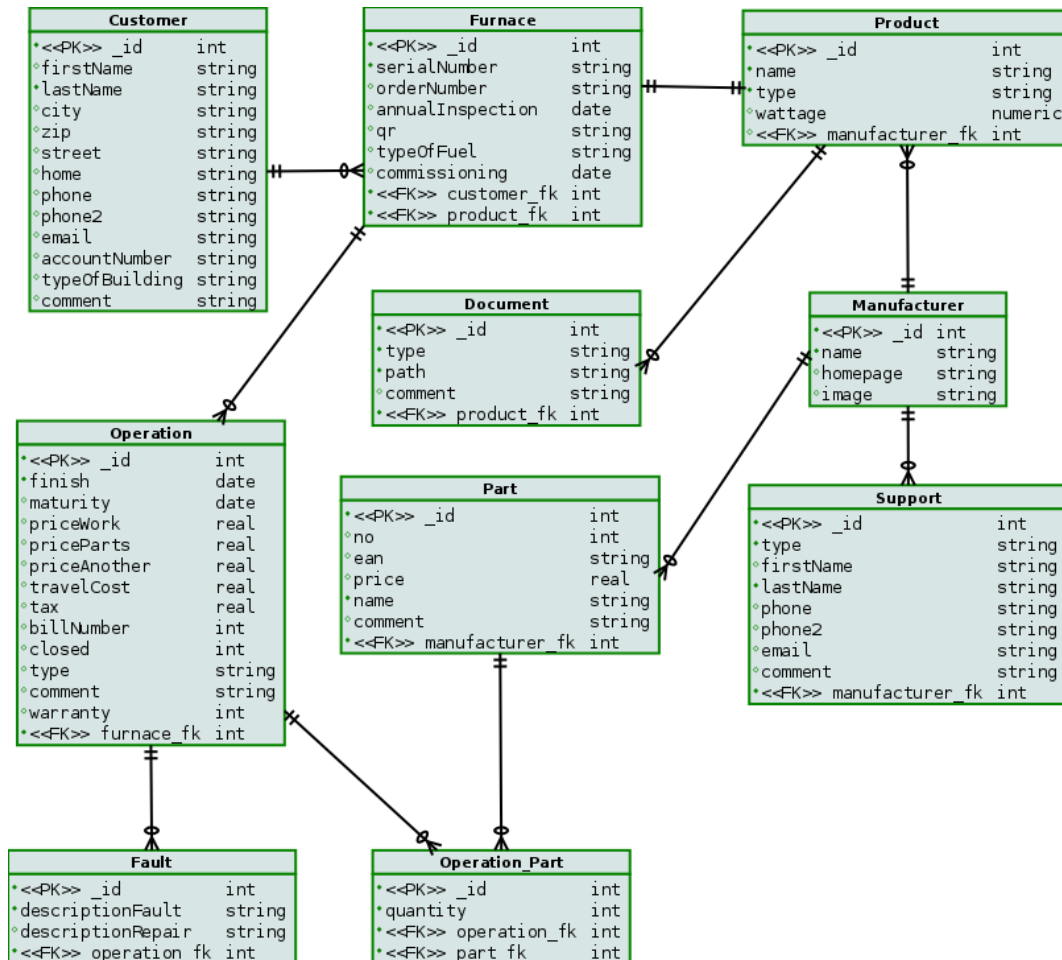 Customer
<<PK>> _id int
firstName string
lastName string
city string
zip string
street string
home string
phone string
phone2 string
email string
accountNumber string
typeOfBuilding string
comment string
Furnace
<<PK>> _id int
serialNumber string
orderNumber string
annualInspection date
qr string
typeOfFuel string
commissioning date
<<FK>> customer_fk int
<<FK>> product_fk int
Product
<<PK>> _id int
name string
type string
wattage numeric
<<FK>> manufacturer_fk int
Document
<<PK>> _id int
type string
path string
comment string
<<FK>> product_fk int
Manufacturer
<<PK>> _id int
name string
homepage string
image string
Operation
<<PK>> _id int
finish date
maturity date
priceWork real
priceParts real
priceAnother real
travelCost real
tax real
billNumber int
closed int
type string
comment string
warranty int
<<FK>> furnace_fk int
Part
<<PK>> _id int
no int
ean string
price real
name string
comment string
<<FK>> manufacturer_fk int
Support
<<PK>> _id int
type string
firstName string
lastName string
phone string
phone2 string
email string
comment string
<<FK>> manufacturer_fk int
Fault
<<PK>> _id int
descriptionFault string
descriptionRepair string
<<FK>> operation_fk int
Operation_Part
<<PK>> _id int
quantity int
<<FK>> operation_fk int
<<FK>> part_fk int